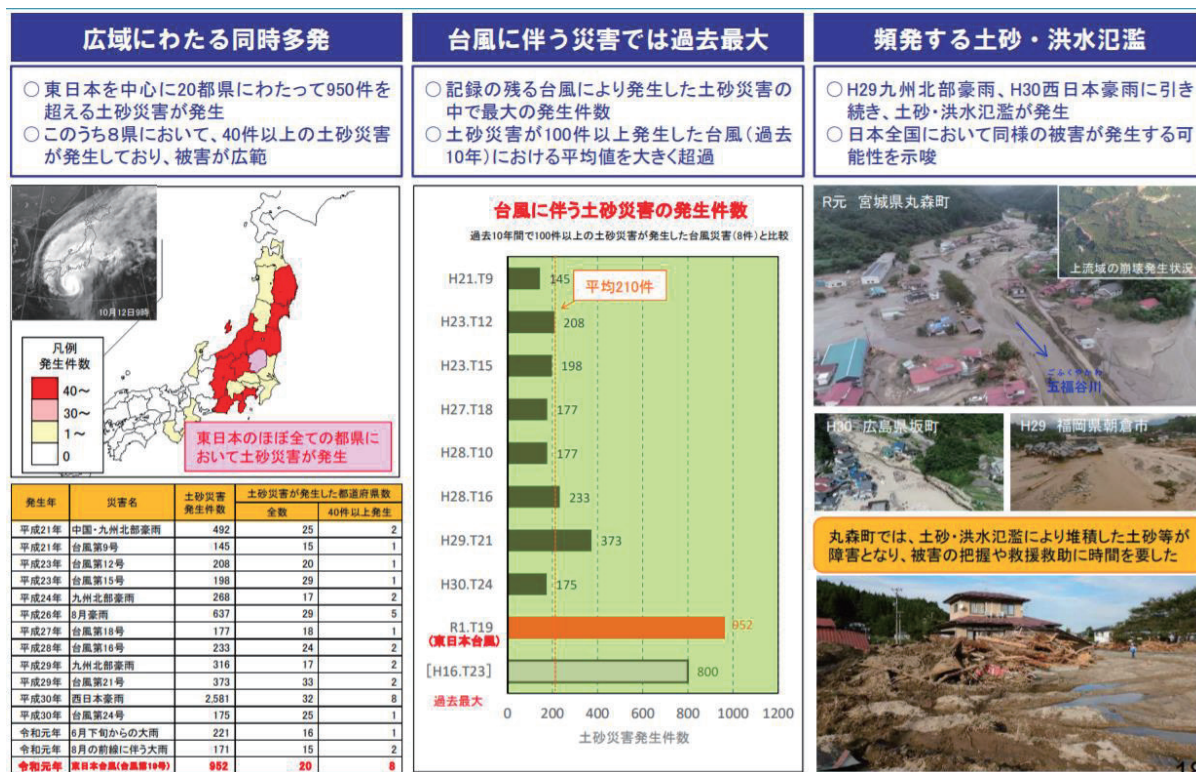 広域にわたる同時多発
○東日本を中心に20都県にわたって950件を
超える土砂災害が発生
○このうち8県において、40件以上の土砂災害
が発生しており、被害が広範
10月12日9時
凡例
発生件数
40～
30～
1～
0
東日本のほぼ全ての都県に
おいて土砂災害が発生
発生年 災害名 土砂災害発生件数 土砂災害が発生した都道府県数
全数 40件以上発生
平成21年 中国・九州北部豪雨 492 25 2
平成21年 台風第9号 145 15 1
平成23年 台風第12号 208 20 1
平成23年 台風第15号 198 29 1
平成24年 九州北部豪雨 268 17 2
平成26年 8月豪雨 637 29 5
平成27年 台風第18号 177 18 1
平成28年 台風第16号 233 24 2
平成29年 九州北部豪雨 316 17 2
平成29年 台風第21号 373 33 2
平成30年 西日本豪雨 2,581 32 8
平成30年 台風第24号 175 25 1
令和元年 6月下旬からの大雨 221 16 1
令和元年 8月の前線に伴う大雨 171 15 2
令和元年 東日本台風(台風第19号) 952 20 8
台風に伴う災害では過去最大
○記録の残る台風により発生した土砂災害の
中で最大の発生件数
○土砂災害が100件以上発生した台風(過去
10年)における平均値を大きく超過
台風に伴う土砂災害の発生件数
過去10年間で100件以上の土砂災害が発生した台風災害(8件)と比較
平均210件
H21.T9 145
H23.T12 208
H23.T15 198
H27.T18 177
H28.T10 177
H28.T16 233
H29.T21 373
H30.T24 175
R1.T19 952
(東日本台風)
[H16.T23] 800
過去最大
0 200 400 600 800 1000 1200
土砂災害発生件数
頻発する土砂・洪水氾濫
○H29九州北部豪雨、H30西日本豪雨に引き
続き、土砂・洪水氾濫が発生
○日本全国において同様の被害が発生する可
能性を示唆
R元 宮城県丸森町
上流域の崩壊発生状況
ごふくやがわ
五福谷川
H30 広島県坂町
H29 福岡県朝倉市
丸森町では、土砂・洪水氾濫により堆積した土砂等が
障害となり、被害の把握や救援救助に時間を要した